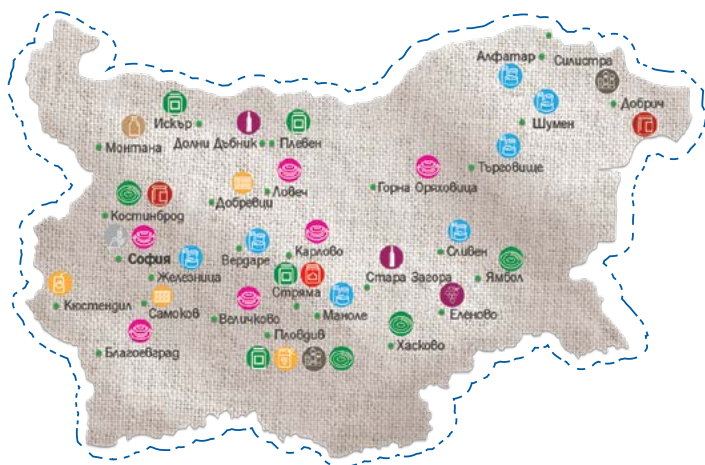 Алфатар
Силистра
Добрич
Искър
Шумен
Монтана
Долни Дъбник
Плевен
Търговище
Ловеч
Горна Оряховица
Добревци
Костинброд
София
Вердаре
Карлово
Сливен
Железница
Стара Загора
Ямбол
Стряма
Кюстендил
Самоков
Величково
Маноле
Еленово
Пловдив
Благоевград
Хасково